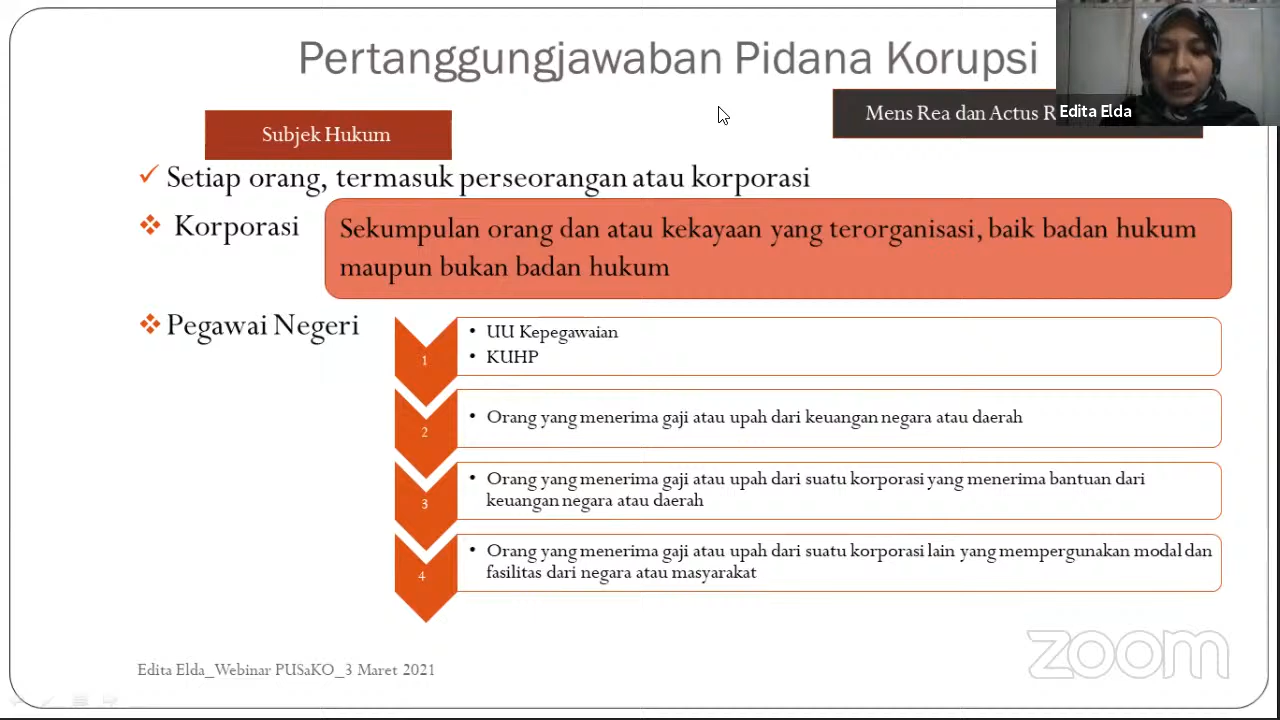 Pertanggungjawaban Pidana Korupsi
Mens Rea dan Actus R
Edita Elda
Subjek Hukum
Setiap orang, termasuk perseorangan atau korporasi
Korporasi
Sekumpulan orang dan atau kekayaan yang terorganisasi, baik badan hukum
maupun bukan badan hukum
Pegawai Negeri
1
• UU Kepegawaian
• KUHP
2
• Orang yang menerima gaji atau upah dari keuangan negara atau daerah
3
• Orang yang menerima gaji atau upah dari suatu korporasi yang menerima bantuan dari
keuangan negara atau daerah
4
• Orang yang menerima gaji atau upah dari suatu korporasi lain yang mempergunakan modal dan
fasilitas dari negara atau masyarakat
Edita Elda_Webinar PUSaKO_3 Maret 2021
zoom